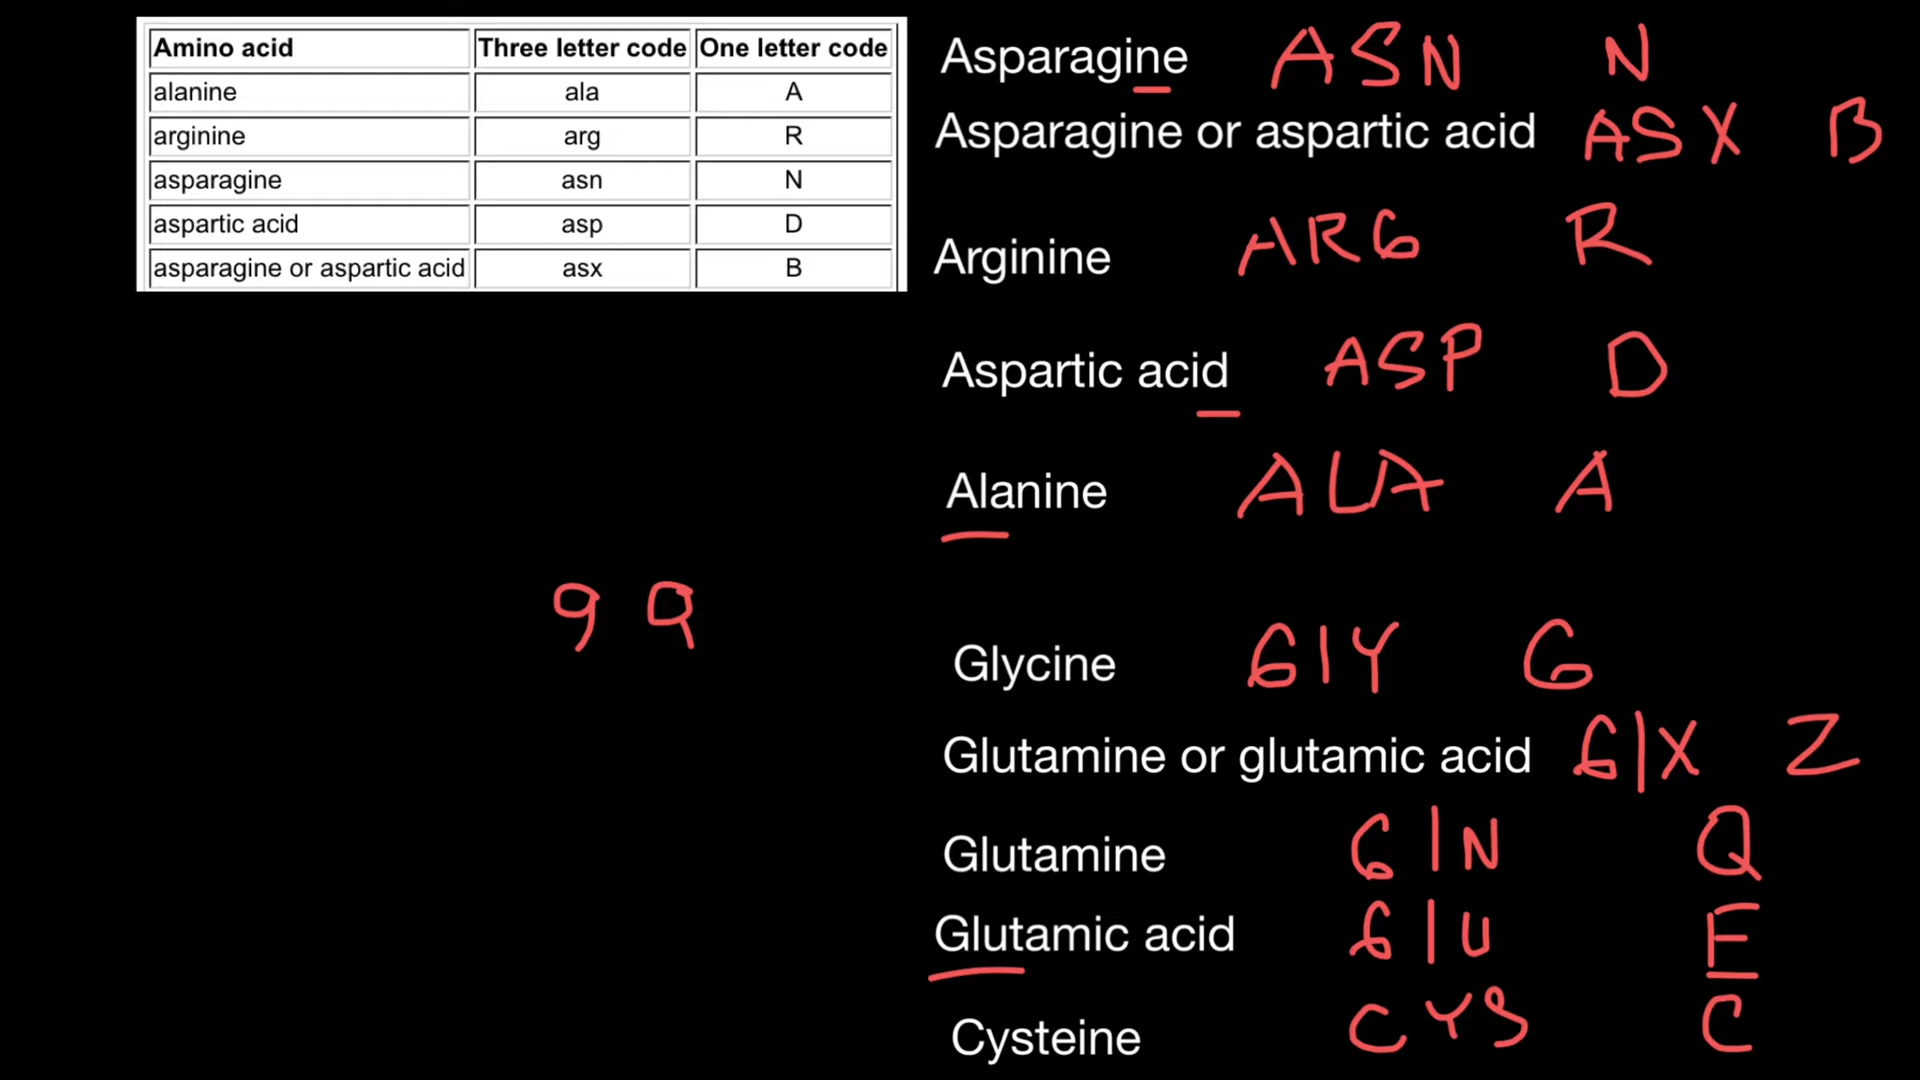 Amino acid Three letter code One letter code
alanine ala A
arginine arg R
asparagine asn N
aspartic acid asp D
asparagine or aspartic acid asx B
Asparagine ASN N
Asparagine or aspartic acid ASX B
Arginine ARG R
Aspartic acid ASP D
Alanine ALA A
9 9
Glycine GlY G
Glutamine or glutamic acid GlX Z
Glutamine GlN Q
Glutamic acid GlU E
Cysteine CYS C